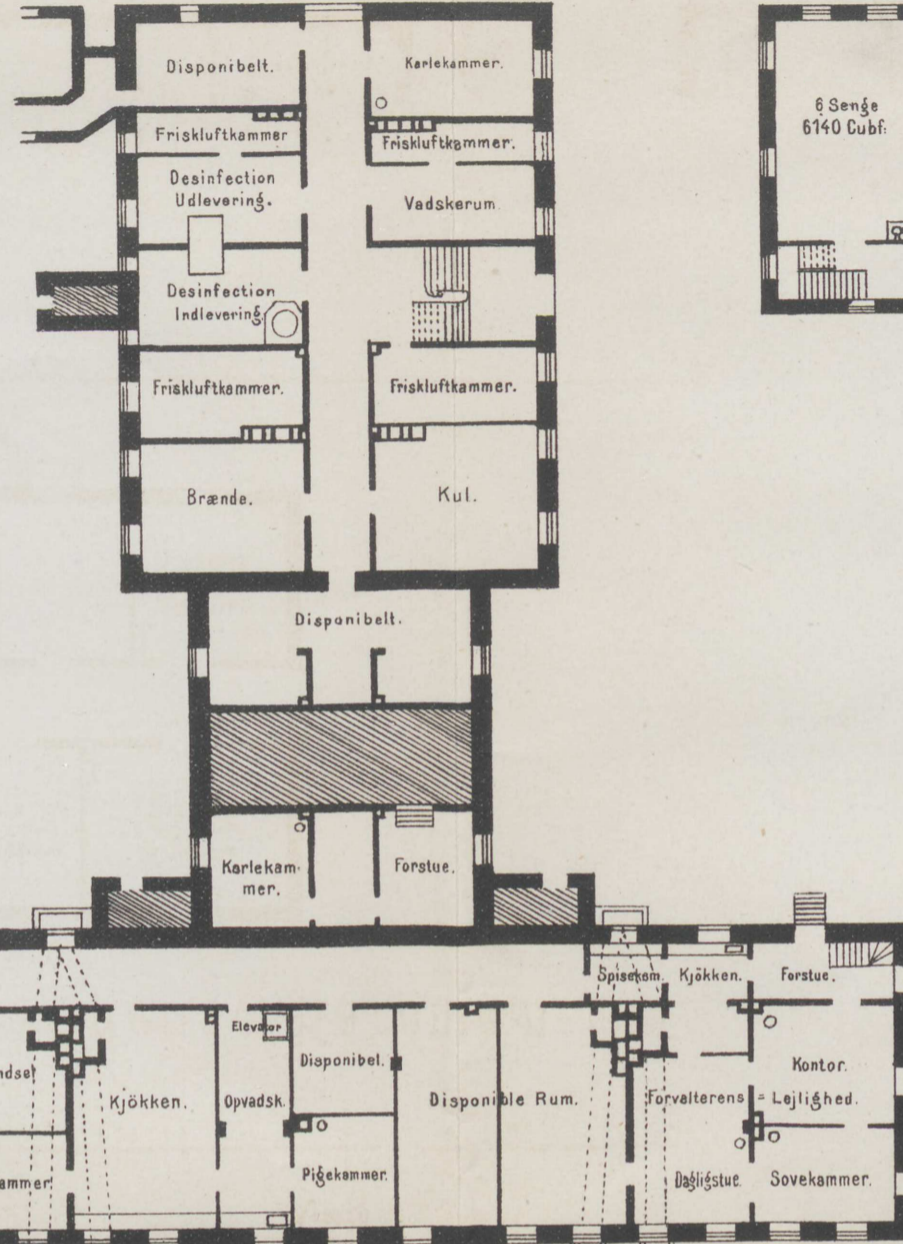 Disponibelt.
Karlekammer.
6 Senge
6140 Cubf:
Friskluftkammer
Friskluftkammer.
Desinfection
Udlevering.
Vadskerum
Desinfection
Indlevering
Friskluftkammer.
Friskluftkammer.
Brænde.
Kul.
Disponibelt.
Karlekam-
mer.
Forstue.
Spisekam.
Kjökken.
Forstue.
Elevator
Disponibel.
Kontor.
Kjökken.
Opvadsk.
Disponible Rum.
Forvalterens = Lejlighed.
Pigekammer.
Dagligstue.
Sovekammer.